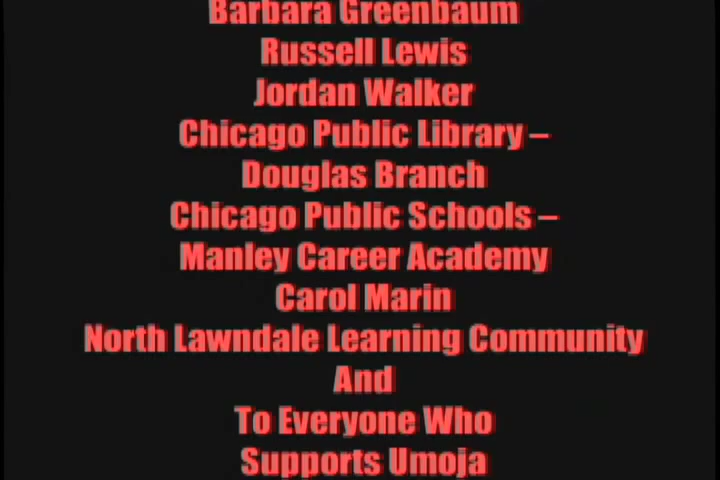 Barbara Greenbaum
Russell Lewis
Jordan Walker
Chicago Public Library –
Douglas Branch
Chicago Public Schools –
Manley Career Academy
Carol Marin
North Lawndale Learning Community
And
To Everyone Who
Supports Umoja